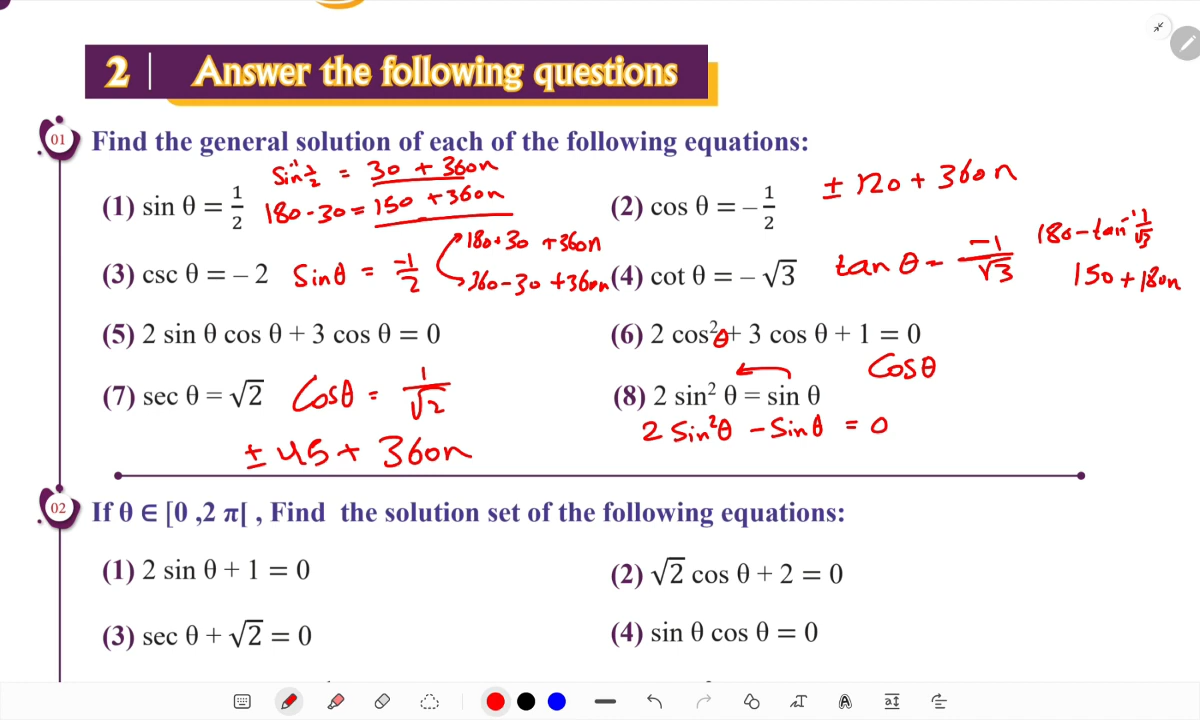 2 Answer the following questions
01 Find the general solution of each of the following equations:
sin⁻¹ 1/2 = 30 + 360n
(1) sin θ = 1/2 180 - 30 = 150 + 360n
(2) cos θ = - 1/2 ± 120 + 360n
(3) csc θ = - 2 Sinθ = -1/2 180 + 30 + 360n
360 - 30 + 360n
(4) cot θ = - √3 tan θ = -1/√3 180 - tan⁻¹ 1/√3
150 + 180n
(5) 2 sin θ cos θ + 3 cos θ = 0
(6) 2 cos²θ + 3 cos θ + 1 = 0
Cosθ
(7) sec θ = √2 Cosθ = 1/√2
± 45 + 360n
(8) 2 sin² θ = sin θ
2 Sin²θ - Sinθ = 0
02 If θ ∈ [0 ,2 π[ , Find the solution set of the following equations:
(1) 2 sin θ + 1 = 0
(2) √2 cos θ + 2 = 0
(3) sec θ + √2 = 0
(4) sin θ cos θ = 0